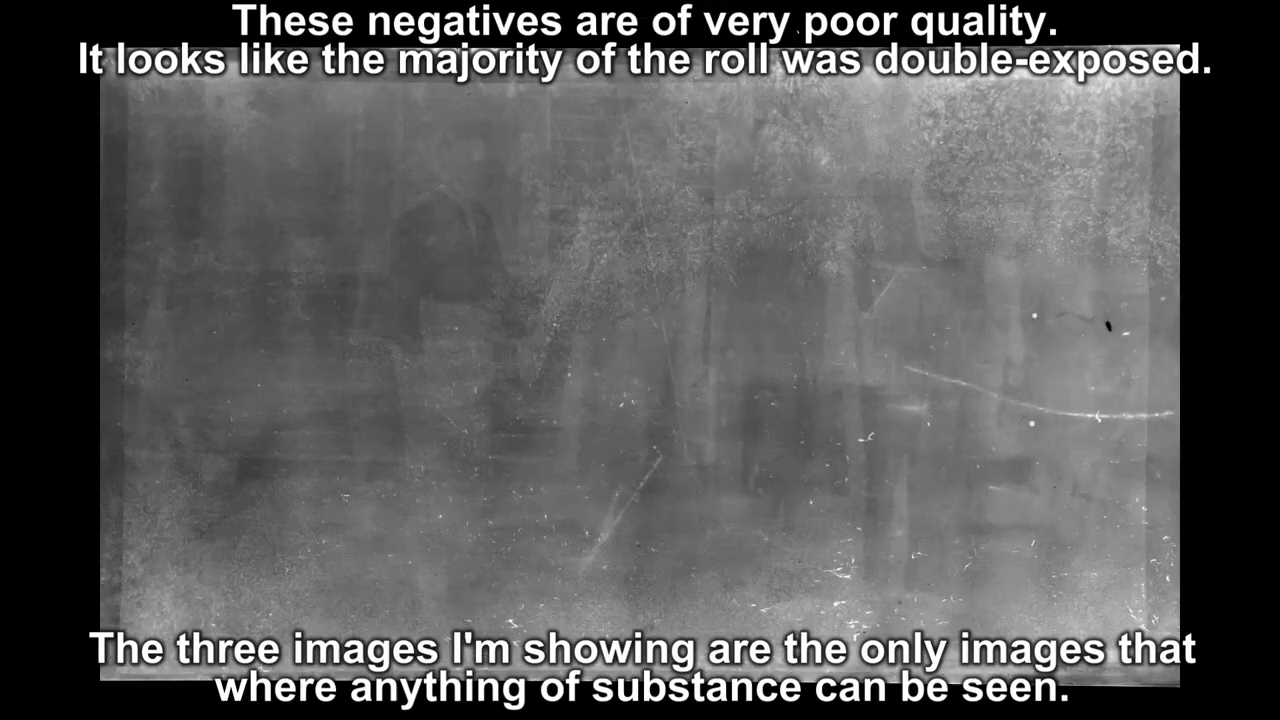 These negatives are of very poor quality.
It looks like the majority of the roll was double-exposed.
The three images I'm showing are the only images that
where anything of substance can be seen.